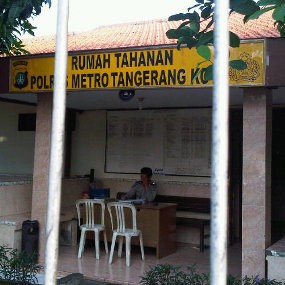 RUMAH TAHANAN
POLRES METRO TANGERANG KO